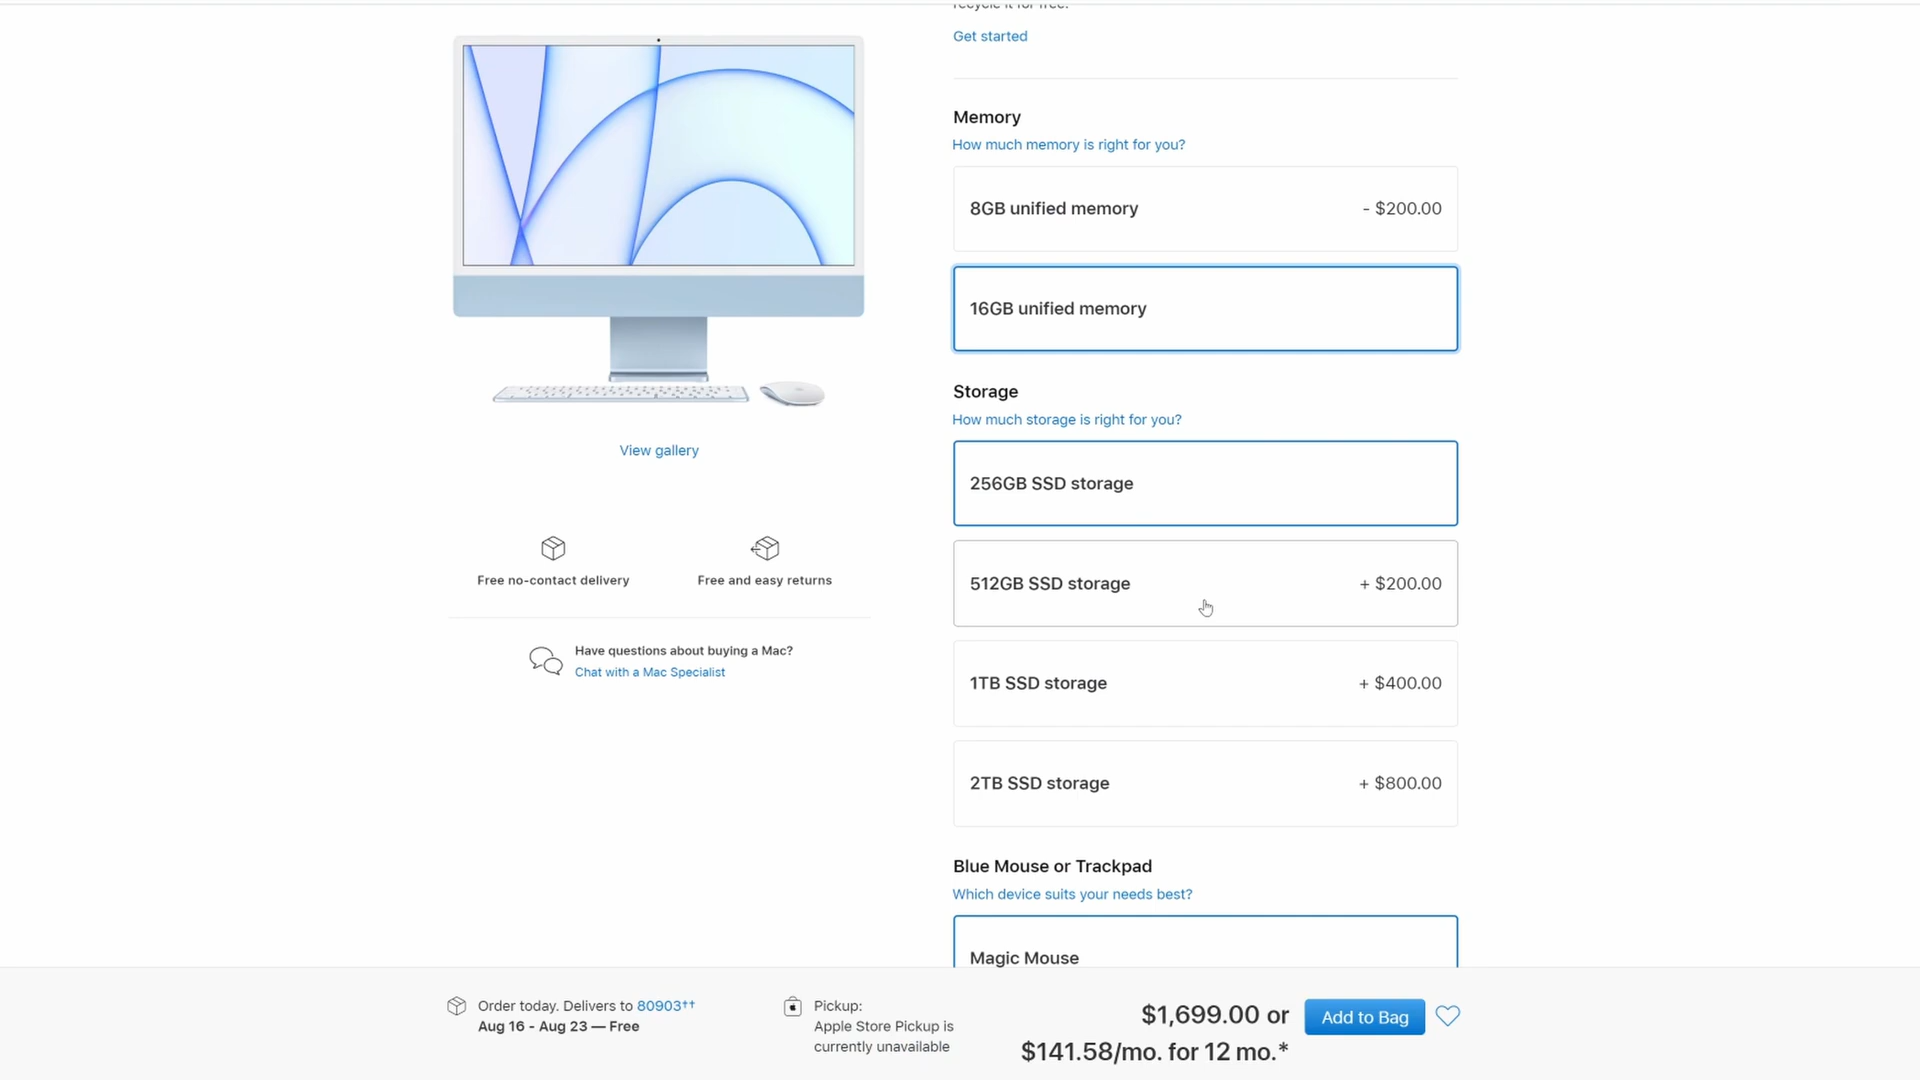 recycle it for free.
Get started
Memory
How much memory is right for you?
8GB unified memory - $200.00
16GB unified memory
Storage
How much storage is right for you?
256GB SSD storage
512GB SSD storage + $200.00
1TB SSD storage + $400.00
2TB SSD storage + $800.00
Blue Mouse or Trackpad
Which device suits your needs best?
Magic Mouse
View gallery
Free no-contact delivery
Free and easy returns
Have questions about buying a Mac?
Chat with a Mac Specialist
Order today. Delivers to 80903††
Aug 16 - Aug 23 — Free
Pickup:
Apple Store Pickup is
currently unavailable
$1,699.00 or
$141.58/mo. for 12 mo.*
Add to Bag